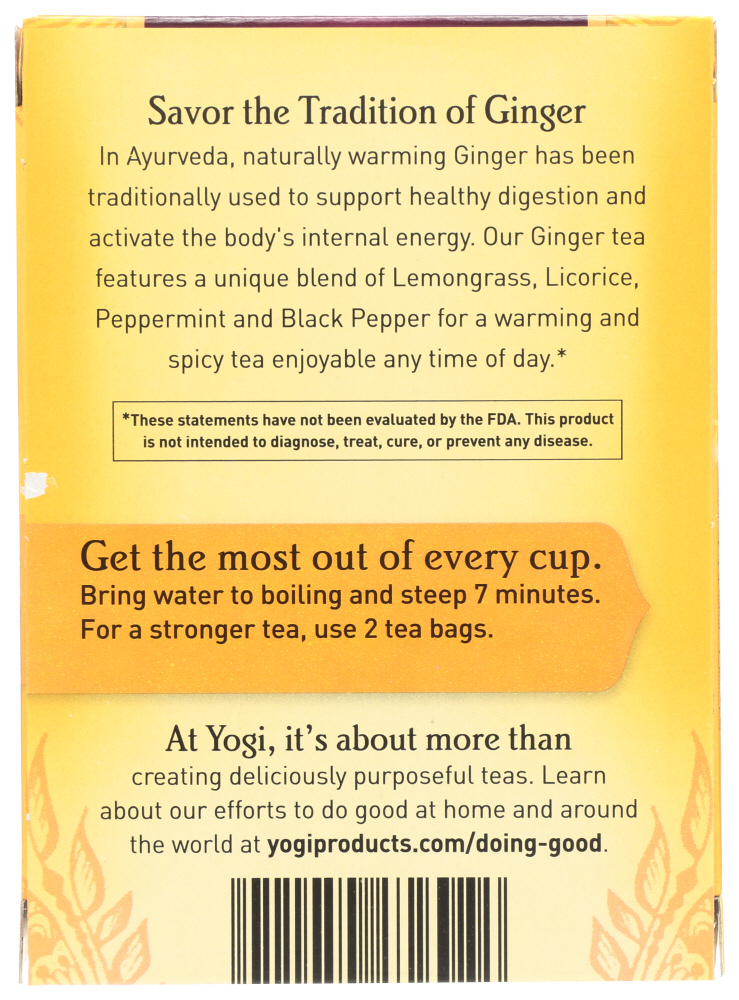 Savor the Tradition of Ginger
In Ayurveda, naturally warming Ginger has been
traditionally used to support healthy digestion and
activate the body's internal energy. Our Ginger tea
features a unique blend of Lemongrass, Licorice,
Peppermint and Black Pepper for a warming and
spicy tea enjoyable any time of day.*
*These statements have not been evaluated by the FDA. This product
is not intended to diagnose, treat, cure, or prevent any disease.
Get the most out of every cup.
Bring water to boiling and steep 7 minutes.
For a stronger tea, use 2 tea bags.
At Yogi, it’s about more than
creating deliciously purposeful teas. Learn
about our efforts to do good at home and around
the world at yogiproducts.com/doing-good.